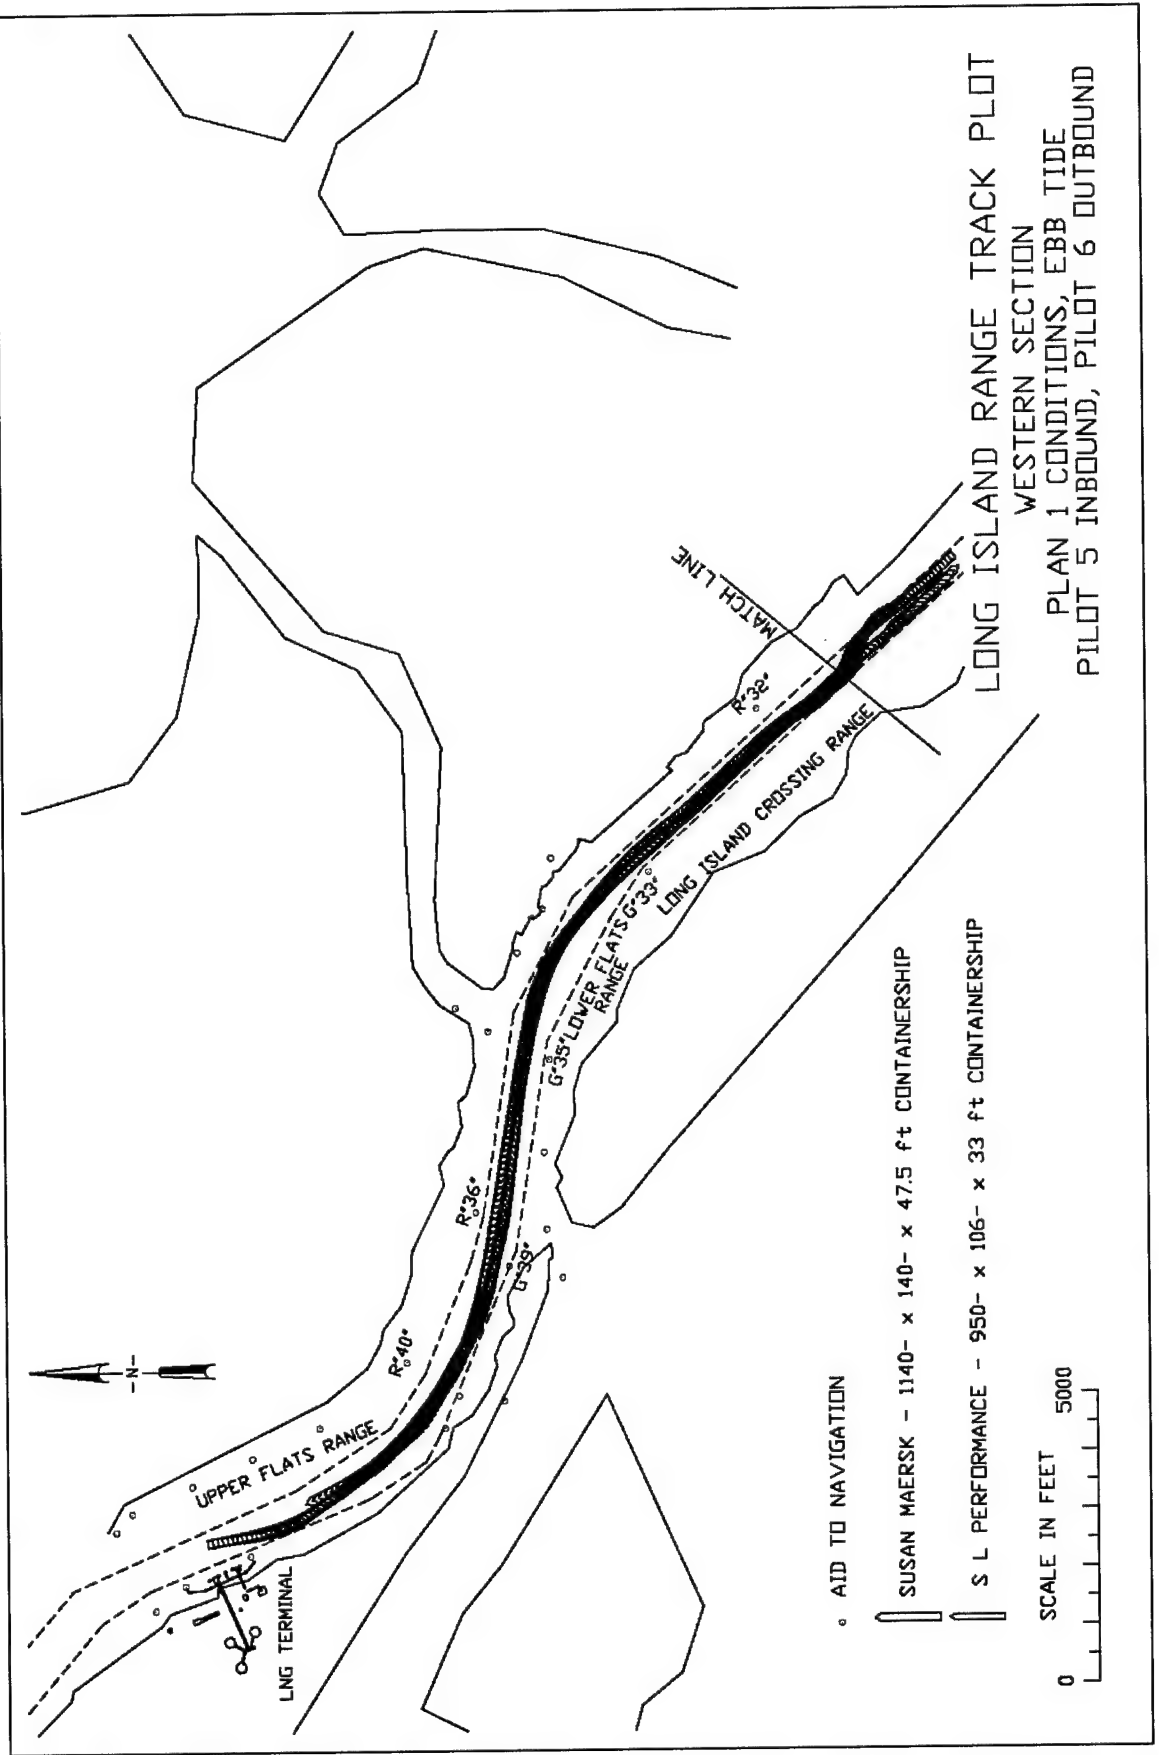 LONG ISLAND RANGE TRACK PLOT
WESTERN SECTION
PLAN 1 CONDITIONS, EBB TIDE
PILOT 5 INBOUND, PILOT 6 OUTBOUND
-N-
UPPER FLATS RANGE
R"40"
R"36"
G"39"
G"35"
LOWER FLATS
RANGE
G"33"
LONG ISLAND CROSSING RANGE
R"32"
MATCH LINE
LNG TERMINAL
AID TO NAVIGATION
SUSAN MAERSK - 1140- x 140- x 47.5 ft CONTAINERSHIP
S L PERFORMANCE - 950- x 106- x 33 ft CONTAINERSHIP
SCALE IN FEET
0 5000